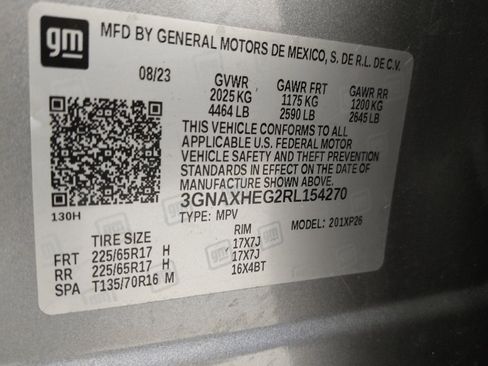 gm MFD BY GENERAL MOTORS DE MEXICO, S. DE R.L. DE C.V.
08/23 GVWR GAWR FRT GAWR RR
2025 KG 1175 KG 1200 KG
4464 LB 2590 LB 2645 LB
THIS VEHICLE CONFORMS TO ALL
APPLICABLE U.S. FEDERAL MOTOR
VEHICLE SAFETY AND THEFT PREVENTION
STANDARDS IN EFFECT ON THE DATE OF
MANUFACTURE SHOWN ABOVE.
3GNAXHEG2RL154270
130H TYPE: MPV MODEL: 201XP26
TIRE SIZE RIM
FRT 225/65R17 H 17X7J
RR 225/65R17 H 17X7J
SPA T135/70R16 M 16X4BT